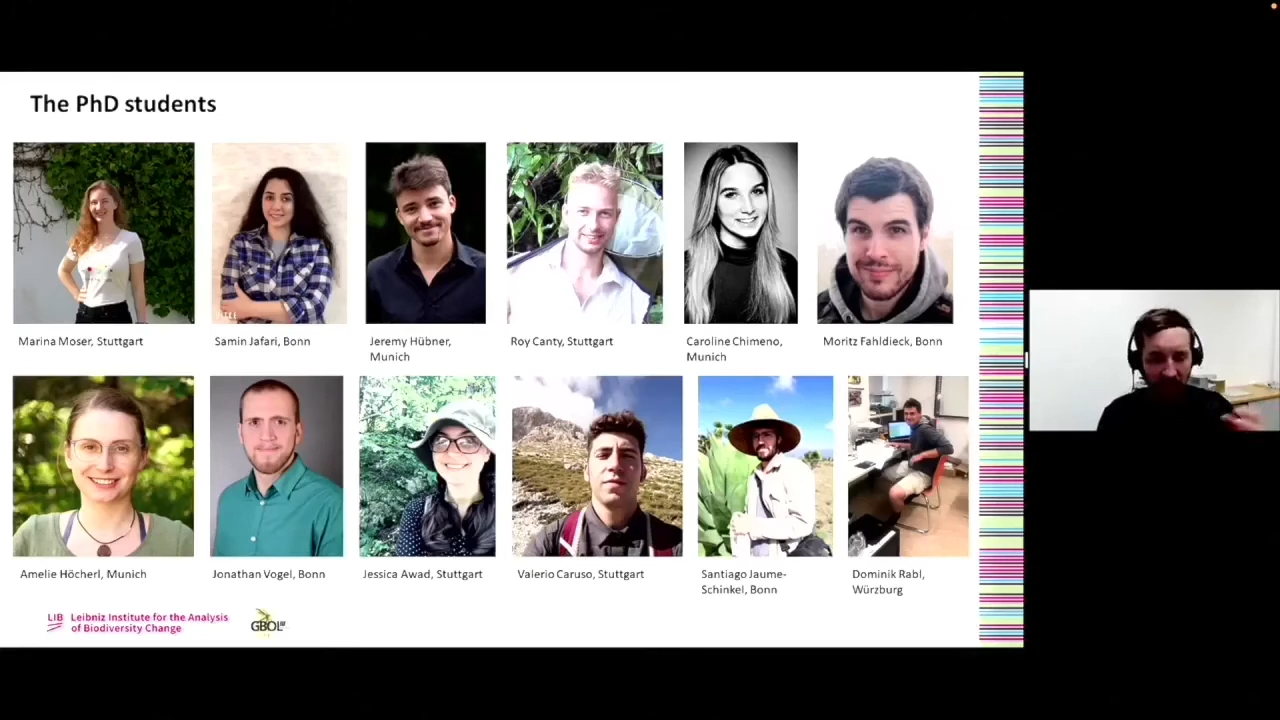 The PhD students
Marina Moser, Stuttgart
Samin Jafari, Bonn
Jeremy Hübner,
Munich
Roy Canty, Stuttgart
Caroline Chimeno,
Munich
Moritz Fahldieck, Bonn
Amelie Höcherl, Munich
Jonathan Vogel, Bonn
Jessica Awad, Stuttgart
Valerio Caruso, Stuttgart
Santiago Jaume-
Schinkel, Bonn
Dominik Rabl,
Würzburg
LIB Leibniz Institute for the Analysis
of Biodiversity Change
GBOL